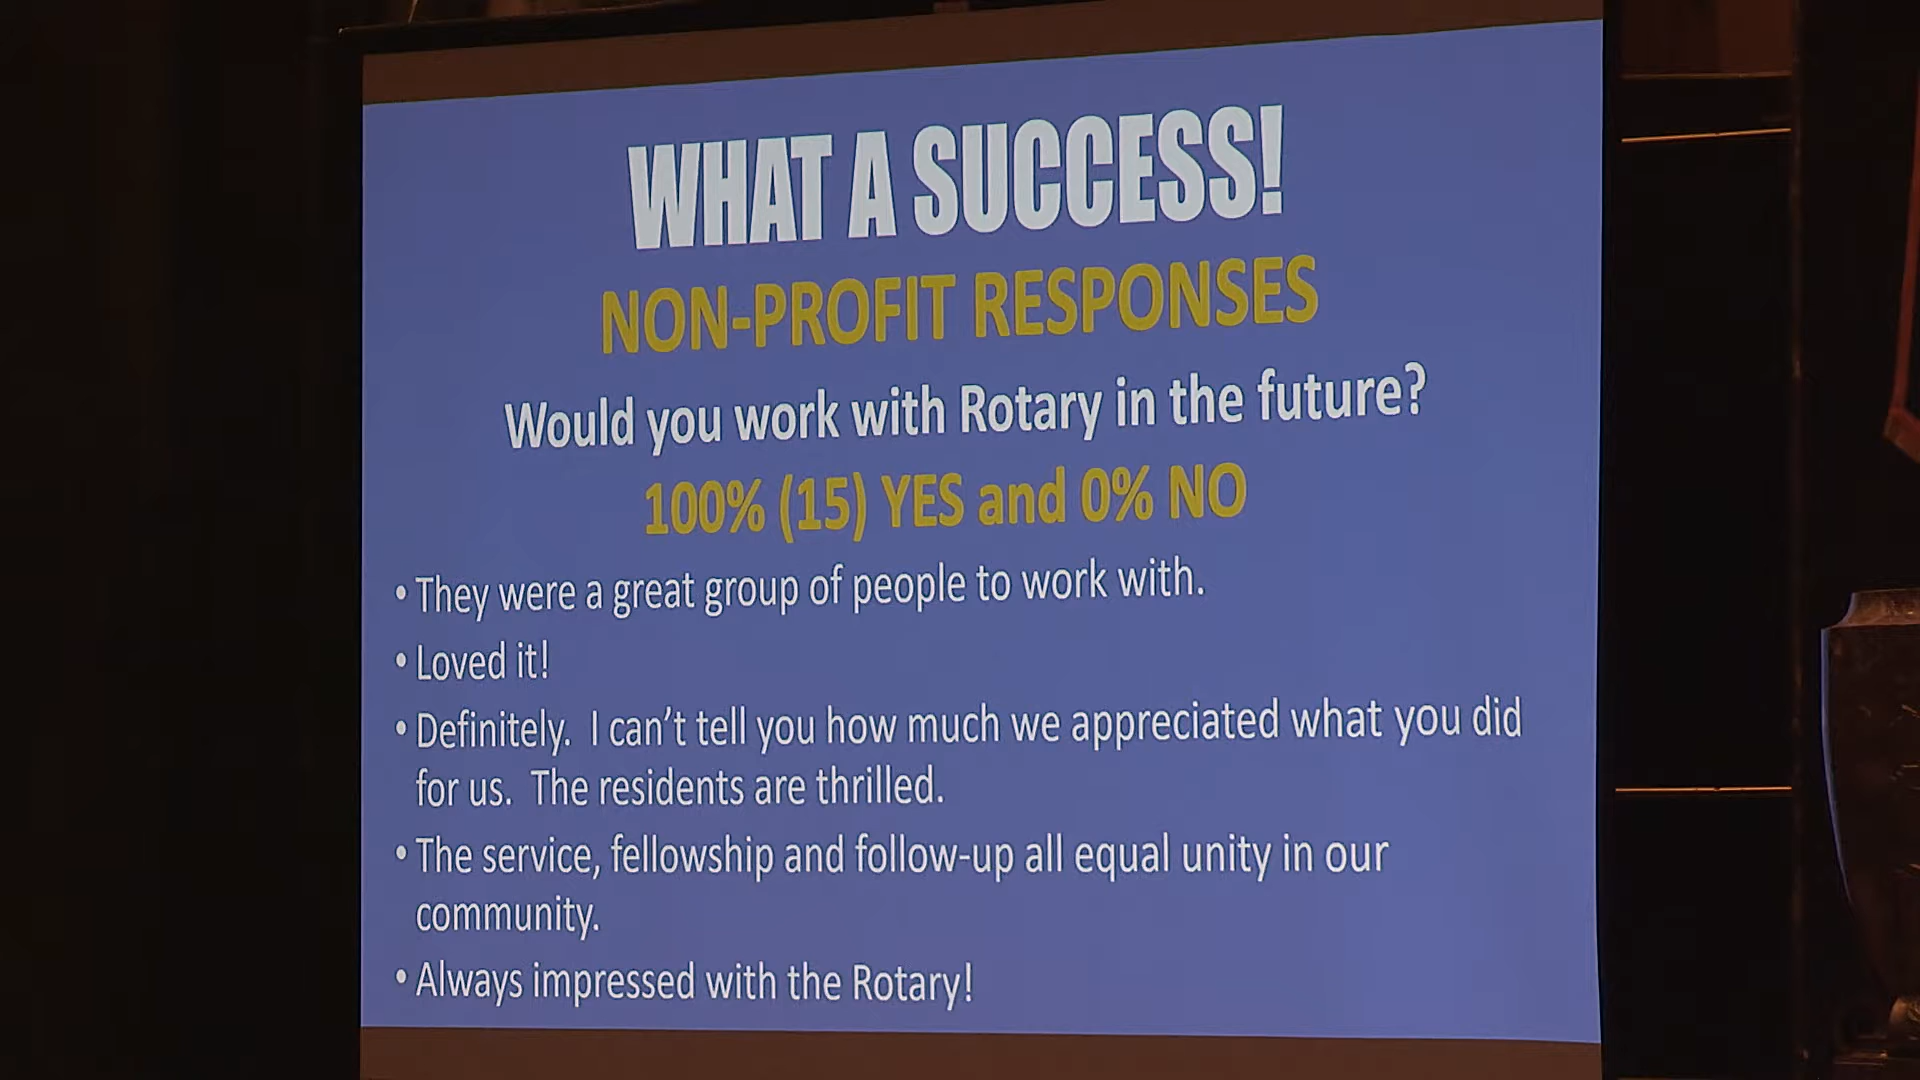 WHAT A SUCCESS!
NON-PROFIT RESPONSES
Would you work with Rotary in the future?
100% (15) YES and 0% NO
• They were a great group of people to work with.
• Loved it!
• Definitely.  I can’t tell you how much we appreciated what you did
for us.  The residents are thrilled.
• The service, fellowship and follow-up all equal unity in our
community.
• Always impressed with the Rotary!